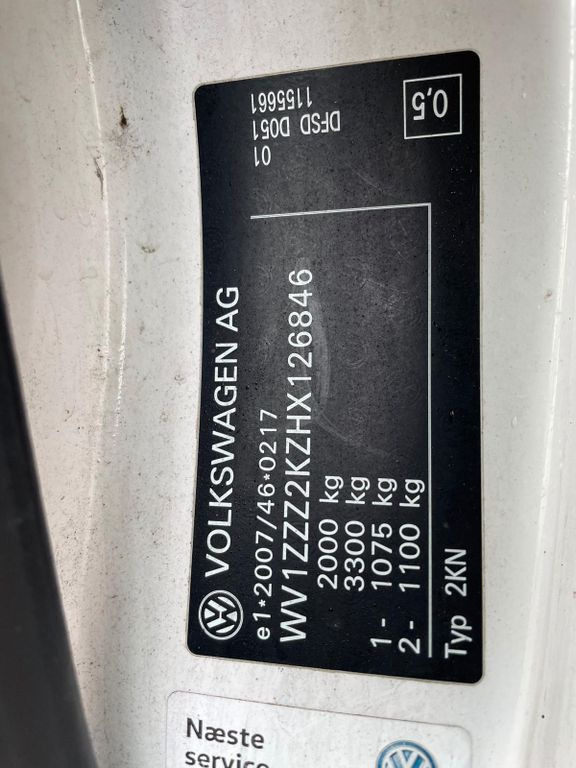 VOLKSWAGEN AG
e1*2007/46*0217
WV1ZZZ2KZHX126846
2000 kg
3300 kg
1- 1075 kg
2- 1100 kg
Typ 2KN
01
DFSD D051
1155661
0,5
Næste
service